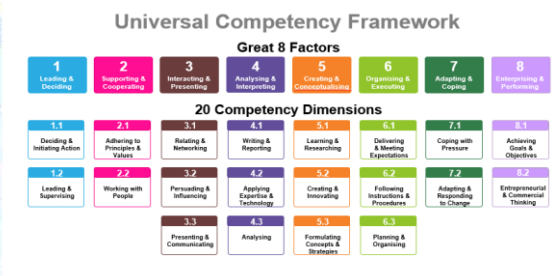 Universal Competency Framework
Great 8 Factors
1
Leading &
Deciding
2
Supporting &
Cooperating
3
Interacting &
Presenting
4
Analysing &
Interpreting
5
Creating &
Conceptualising
6
Organising &
Executing
7
Adapting &
Coping
8
Enterprising &
Performing
20 Competency Dimensions
1.1
Deciding &
Initiating Action
2.1
Adhering to
Principles &
Values
3.1
Relating &
Networking
4.1
Writing &
Reporting
5.1
Learning &
Researching
6.1
Delivering
& Meeting
Expectations
7.1
Coping with
Pressure
8.1
Achieving
Goals &
Objectives
1.2
Leading &
Supervising
2.2
Working with
People
3.2
Persuading &
Influencing
4.2
Applying
Expertise &
Technology
5.2
Creating &
Innovating
6.2
Following
Instructions &
Procedures
7.2
Adapting &
Responding
to Change
8.2
Entrepreneurial
& Commercial
Thinking
3.3
Presenting &
Communicating
4.3
Analysing
5.3
Formulating
Concepts &
Strategies
6.3
Planning &
Organising